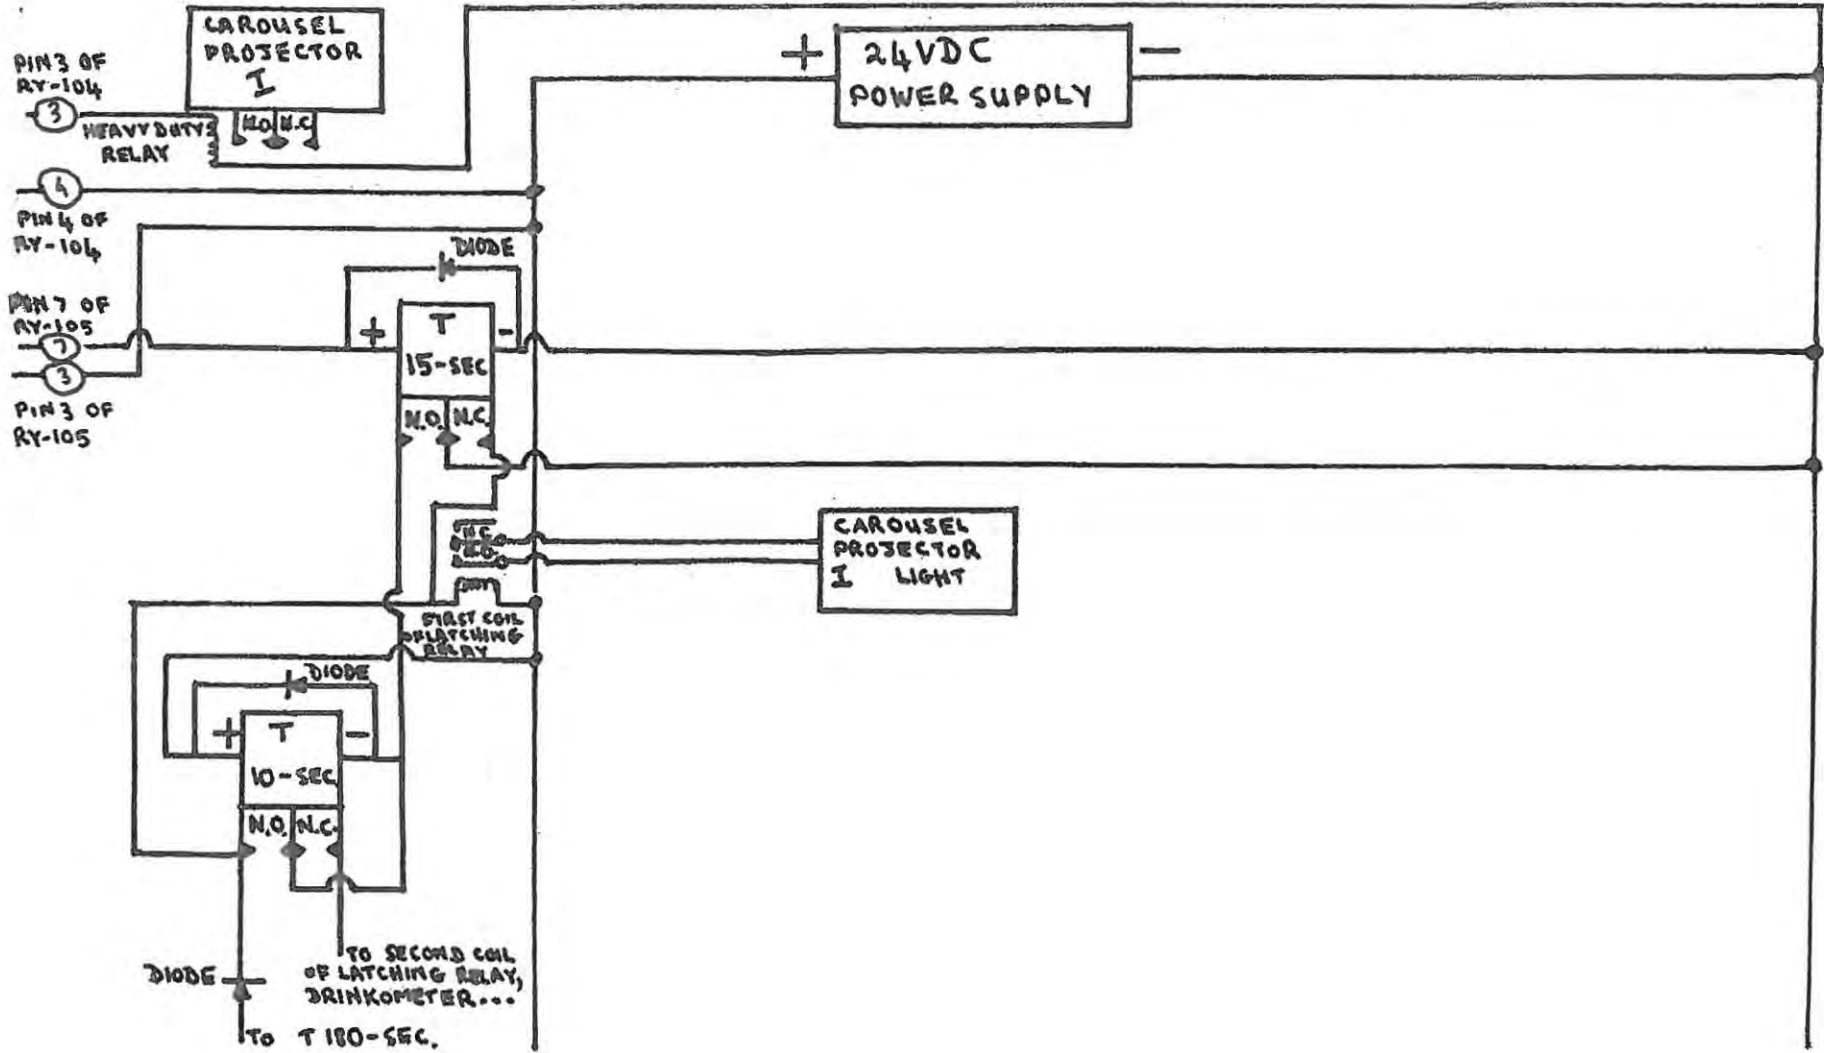 CAROUSEL
PROJECTOR
I
PIN 3 OF
RY-104
3
HEAVY DUTY
RELAY
N.O. N.C.
+ 24VDC −
POWER SUPPLY
4
PIN 4 OF
RY-104
DIODE
PIN 7 OF
RY-105
7
3
PIN 3 OF
RY-105
+ T -
15-SEC
N.O. N.C.
N.C.
N.O.
CAROUSEL
PROJECTOR
I LIGHT
FIRST COIL
OF LATCHING
RELAY
DIODE
+ T −
10-SEC
N.O. N.C.
TO SECOND COIL
OF LATCHING RELAY,
DRINKOMETER...
DIODE
TO T 180-SEC.